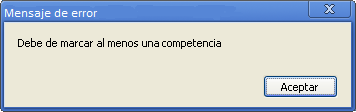 Mensaje de error
Debe de marcar al menos una competencia
Aceptar